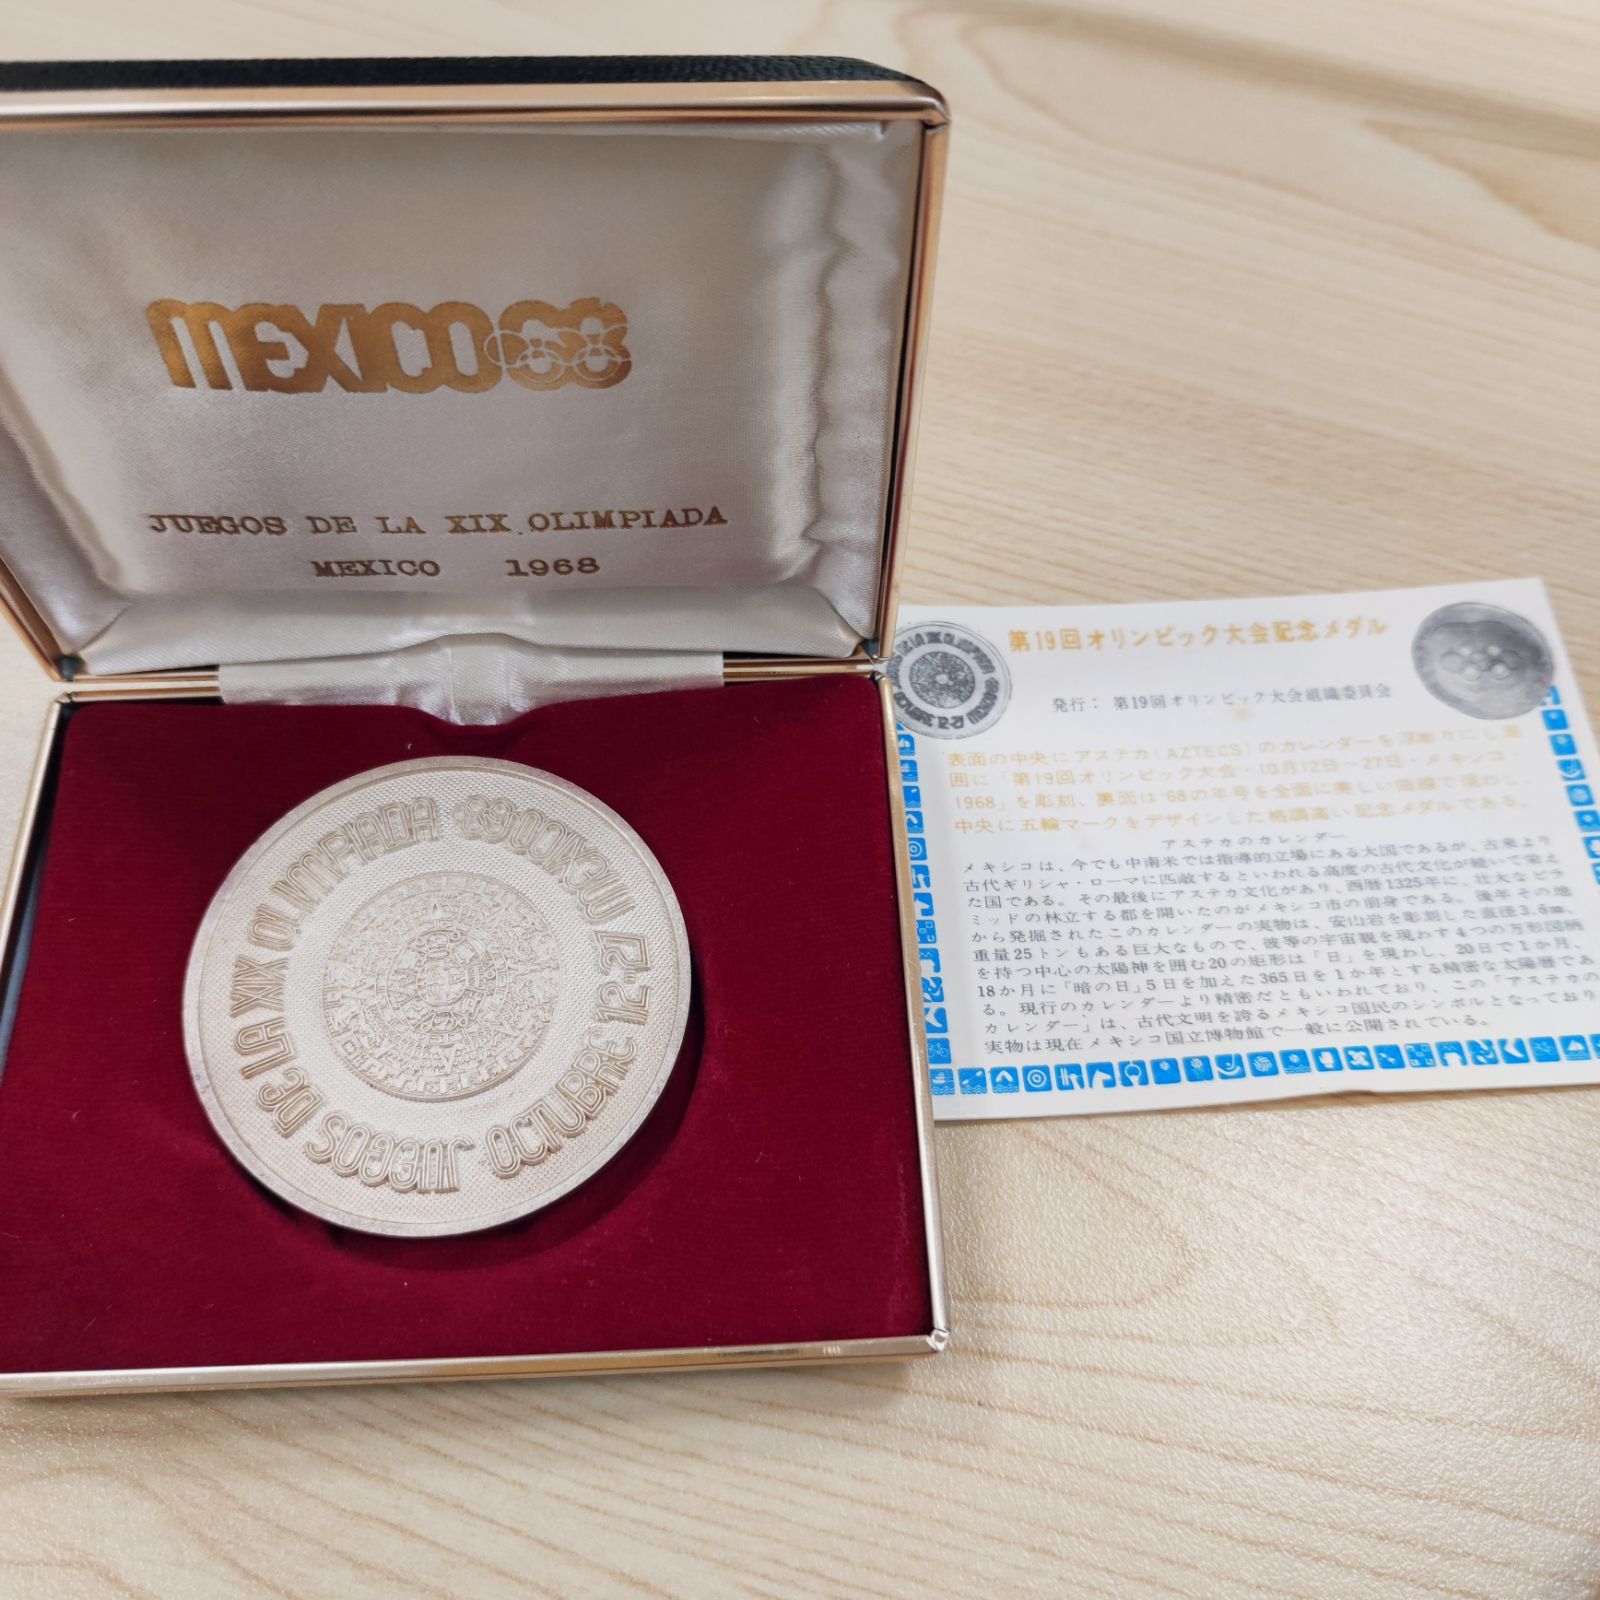 MEXICO68
JUEGOS DE LA XIX OLIMPIADA
MEXICO 1968
JUEGOS DE LA XIX OLIMPIADA MEXICO68 OCTUBRE 12-27
第19回オリンピック大会記念メダル
発行：第19回オリンピック大会組織委員会
表面の中央にアステカ(AZTECS)のカレンダーを浮彫りにし周
囲に「第19回オリンピック大会・10月12日～27日・メキシコ・
1968」を彫刻、裏面は'68の年号を全面に美しい曲線で現わし、
中央に五輪マークをデザインした格調高い記念メダルである。
アステカのカレンダー
メキシコは、今でも中南米では指導的立場にある大国であるが、古来より
古代ギリシャ・ローマに匹敵するといわれる高度の古代文化が続いて栄え
た国である。その最後にアステカ文化があり、西暦1325年に、壮大なピラ
ミッドの林立する都を開いたのがメキシコ市の前身である。後年その地
から発掘されたこのカレンダーの実物は、安山岩を彫刻した直径3.6m、
重量25トンもある巨大なもので、彼等の宇宙観を現わす4つの方形図柄
を持つ中心の太陽神を囲む20の矩形は「日」を現わし、20日で1か月、
18か月に「暗の日」5日を加えた365日を1か年とする精密な太陽暦であ
る。現行のカレンダーより精密だともいわれており、この「アステカの
カレンダー」は、古代文明を誇るメキシコ国民のシンボルとなっており
実物は現在メキシコ国立博物館で一般に公開されている。